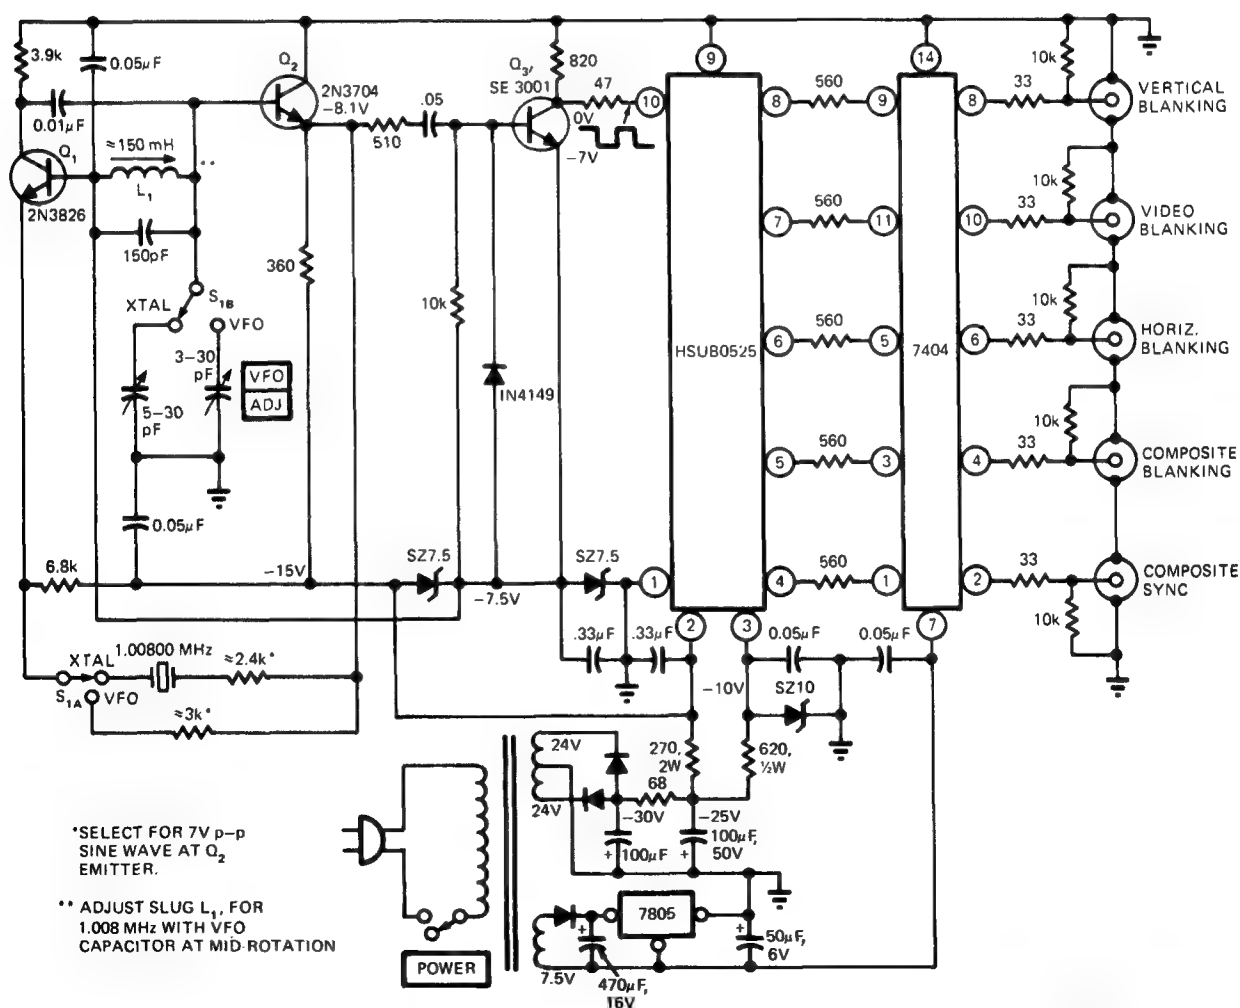 3.9k
0.05μF
Q2
2N3704
−8.1V
0.01μF
Q1
2N3826
≈150 mH
**
L1
150pF
510
.05
Q3,
SE 3001
820
47
0V
−7V
10
9
14
HSUB0525
7404
8
560
9
8
33
10k
VERTICAL
BLANKING
7
560
11
10
33
10k
VIDEO
BLANKING
6
560
5
6
33
10k
HORIZ.
BLANKING
5
560
3
4
33
10k
COMPOSITE
BLANKING
4
560
1
2
33
10k
COMPOSITE
SYNC
360
10k
IN4149
XTAL
S1B
VFO
3−30
pF
VFO
ADJ
5−30
pF
0.05μF
6.8k
−15V
SZ7.5
−7.5V
SZ7.5
1
2
3
7
.33μF
.33μF
0.05μF
0.05μF
−10V
SZ10
XTAL
1.00800 MHz
≈2.4k*
S1A
VFO
≈3k*
24V
24V
270,
2W
620,
½W
68
−30V
−25V
+
100μF
+
100μF,
50V
7805
+
7.5V
470μF,
16V
+
50μF,
6V
POWER
*SELECT FOR 7V p−p
SINE WAVE AT Q2
EMITTER.
** ADJUST SLUG L1, FOR
1.008 MHz WITH VFO
CAPACITOR AT MID-ROTATION